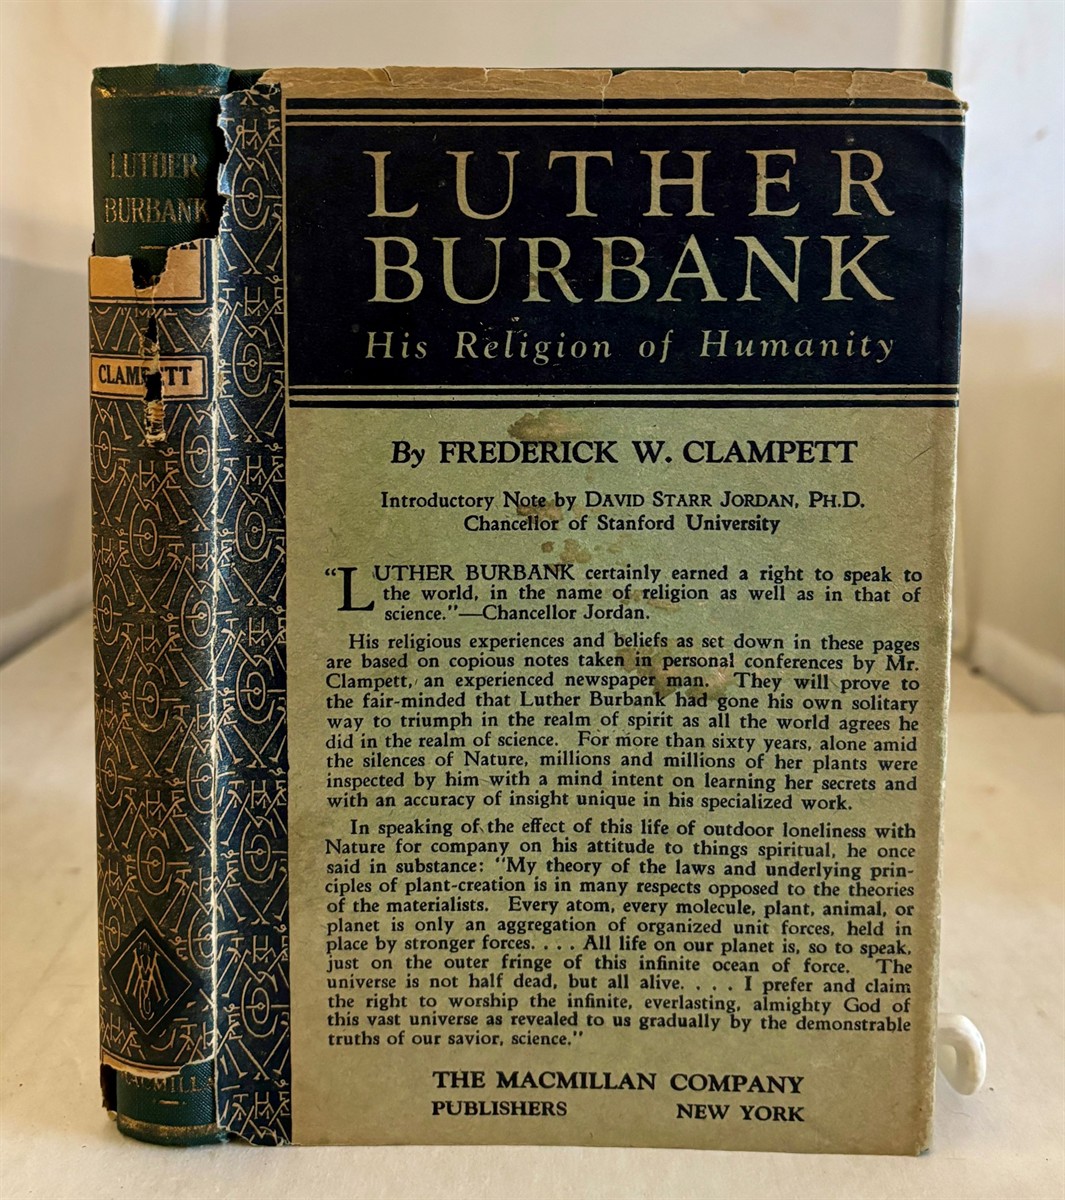 LUTHER
BURBANK
CLAMPETT
MACMILLA
LUTHER
BURBANK
His Religion of Humanity
By FREDERICK W. CLAMPETT
Introductory Note by DAVID STARR JORDAN, PH.D.
Chancellor of Stanford University
"LUTHER BURBANK certainly earned a right to speak to
the world, in the name of religion as well as in that of
science."—Chancellor Jordan.
His religious experiences and beliefs as set down in these pages
are based on copious notes taken in personal conferences by Mr.
Clampett, an experienced newspaper man. They will prove to
the fair-minded that Luther Burbank had gone his own solitary
way to triumph in the realm of spirit as all the world agrees he
did in the realm of science. For more than sixty years, alone amid
the silences of Nature, millions and millions of her plants were
inspected by him with a mind intent on learning her secrets and
with an accuracy of insight unique in his specialized work.
In speaking of the effect of this life of outdoor loneliness with
Nature for company on his attitude to things spiritual, he once
said in substance: "My theory of the laws and underlying prin-
ciples of plant-creation is in many respects opposed to the theories
of the materialists. Every atom, every molecule, plant, animal, or
planet is only an aggregation of organized unit forces, held in
place by stronger forces. . . . All life on our planet is, so to speak,
just on the outer fringe of this infinite ocean of force. The
universe is not half dead, but all alive. . . . I prefer and claim
the right to worship the infinite, everlasting, almighty God of
this vast universe as revealed to us gradually by the demonstrable
truths of our savior, science."
THE MACMILLAN COMPANY
PUBLISHERS NEW YORK